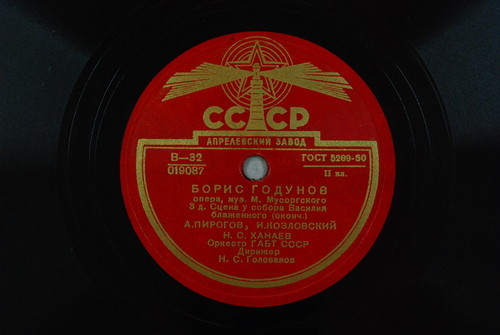 СССР
АПРЕЛЕВСКИЙ ЗАВОД
В—32
019087
ГОСТ 5289-50
II кл.
БОРИС ГОДУНОВ
опера, муз. М. Мусоргского
3 д. Сцена у собора Василия
блаженного (оконч.)
А.ПИРОГОВ, И.КОЗЛОВСКИЙ
Н. С. ХАНАЕВ
Оркестр ГАБТ СССР
Дирижер
Н. С. Голованов